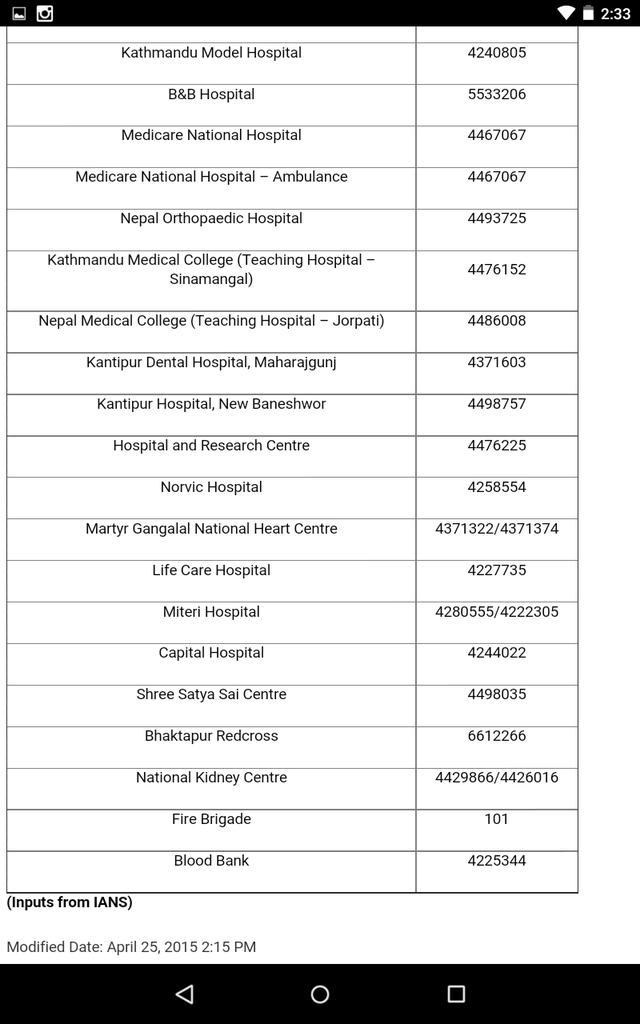 2:33
Kathmandu Model Hospital 4240805
B&B Hospital 5533206
Medicare National Hospital 4467067
Medicare National Hospital – Ambulance 4467067
Nepal Orthopaedic Hospital 4493725
Kathmandu Medical College (Teaching Hospital –
Sinamangal) 4476152
Nepal Medical College (Teaching Hospital – Jorpati) 4486008
Kantipur Dental Hospital, Maharajgunj 4371603
Kantipur Hospital, New Baneshwor 4498757
Hospital and Research Centre 4476225
Norvic Hospital 4258554
Martyr Gangalal National Heart Centre 4371322/4371374
Life Care Hospital 4227735
Miteri Hospital 4280555/4222305
Capital Hospital 4244022
Shree Satya Sai Centre 4498035
Bhaktapur Redcross 6612266
National Kidney Centre 4429866/4426016
Fire Brigade 101
Blood Bank 4225344
(Inputs from IANS)
Modified Date: April 25, 2015 2:15 PM